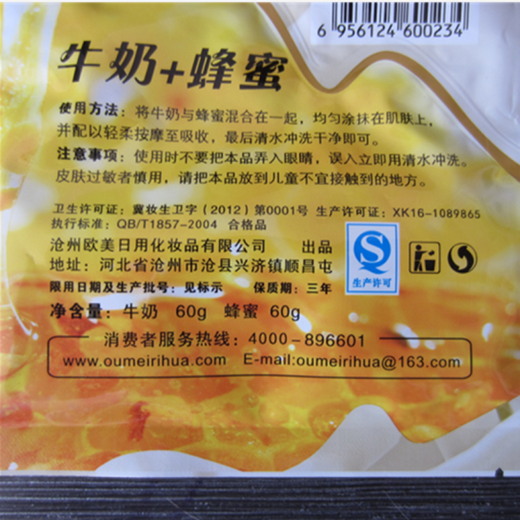 6 956124 600234
牛奶+蜂蜜
使用方法：将牛奶与蜂蜜混合在一起，均匀涂抹在肌肤上，
并配以轻柔按摩至吸收，最后清水冲洗干净即可。
注意事项：使用时不要把本品弄入眼睛，误入立即用清水冲洗。
皮肤过敏者慎用，请把本品放到儿童不宜接触到的地方。
卫生许可证：冀妆生卫字（2012）第0001号 生产许可证：XK16-1089865
执行标准：QB/T1857-2004 合格品
沧州欧美日用化妆品有限公司 出品
地址：河北省沧州市沧县兴济镇顺昌屯
生产许可
限用日期及生产批号：见标示 保质期：三年
净含量：牛奶 60g 蜂蜜 60g
消费者服务热线：4000-896601
www.oumeirihua.com E-mail:oumeirihua@163.com